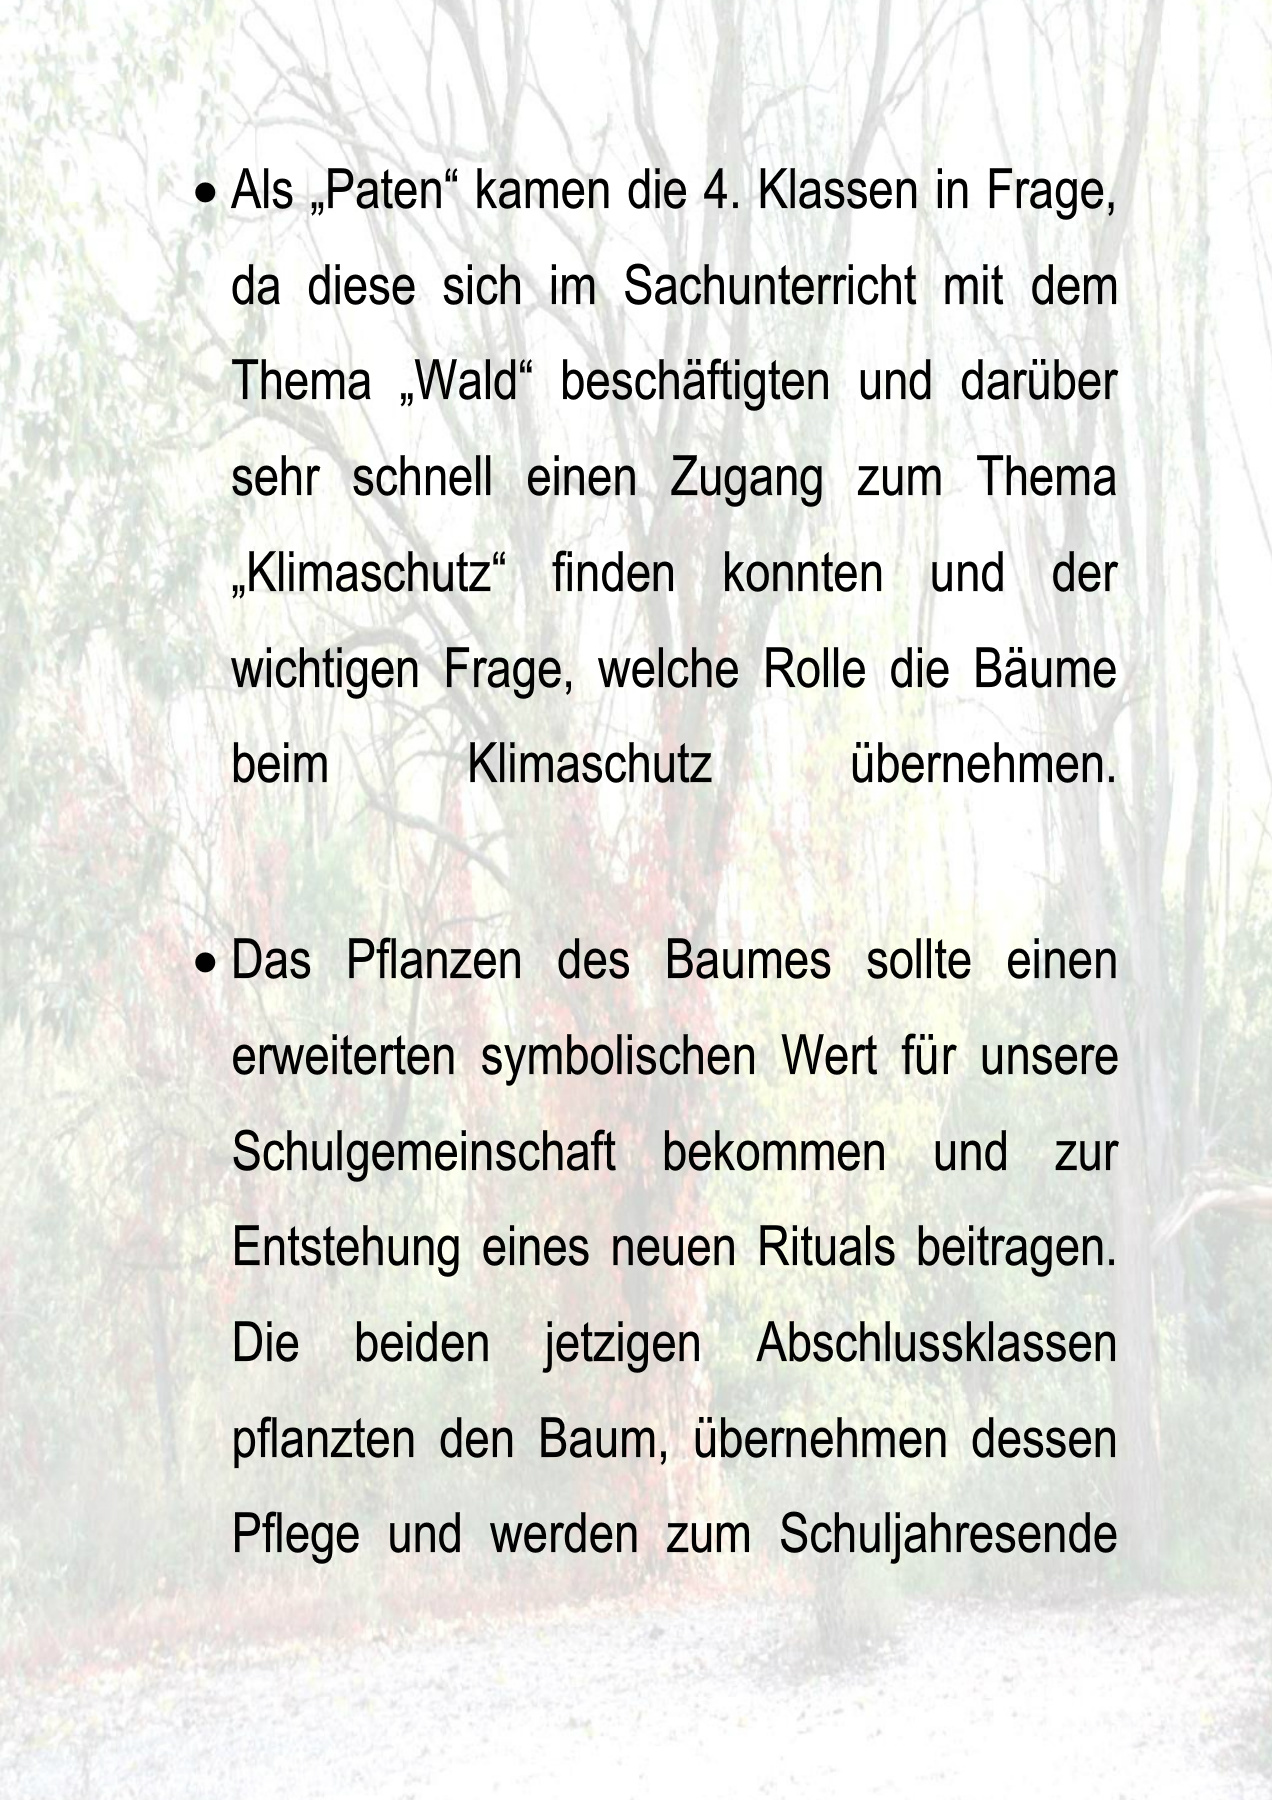 • Als „Paten“ kamen die 4. Klassen in Frage,
da diese sich im Sachunterricht mit dem
Thema „Wald“ beschäftigten und darüber
sehr schnell einen Zugang zum Thema
„Klimaschutz“ finden konnten und der
wichtigen Frage, welche Rolle die Bäume
beim Klimaschutz übernehmen.
• Das Pflanzen des Baumes sollte einen
erweiterten symbolischen Wert für unsere
Schulgemeinschaft bekommen und zur
Entstehung eines neuen Rituals beitragen.
Die beiden jetzigen Abschlussklassen
pflanzten den Baum, übernehmen dessen
Pflege und werden zum Schuljahresende